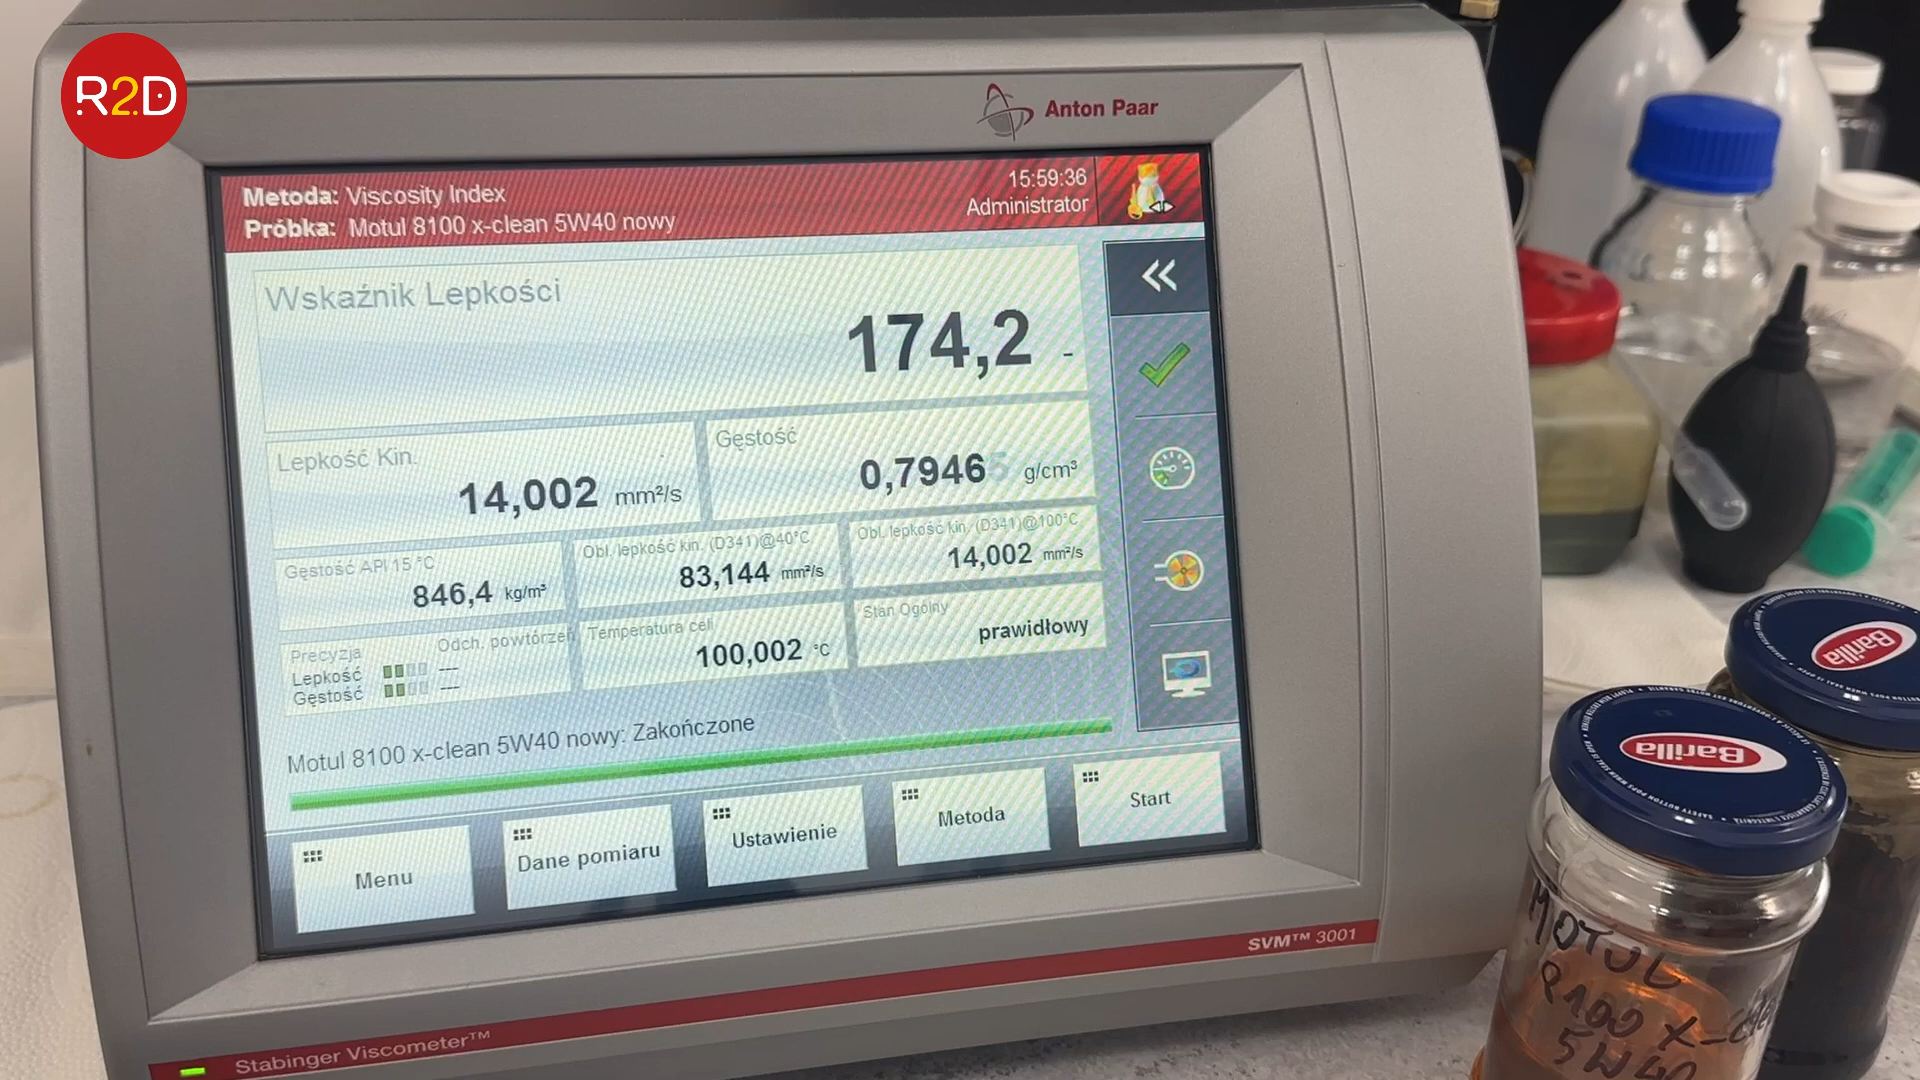 R2D
Anton Paar
Metoda: Viscosity Index
Próbka: Motul 8100 x-clean 5W40 nowy
15:59:36
Administrator
Wskaźnik Lepkości
174,2 -
Lepkość Kin.
14,002 mm²/s
Gęstość
0,7946 g/cm³
Gęstość API 15 °C
846,4 kg/m³
Obl. lepkość kin. (D341)@40°C
83,144 mm²/s
Obl. lepkość kin. (D341)@100°C
14,002 mm²/s
Precyzja
Odch. powtórzeń
Lepkość ---
Gęstość ---
Temperatura celi
100,002 °C
Stan Ogólny
prawidłowy
Motul 8100 x-clean 5W40 nowy: Zakończone
Menu
Dane pomiaru
Ustawienie
Metoda
Start
SVM™ 3001
Stabinger Viscometer™
Barilla
Barilla
MOTUL
8100 X-
5W40